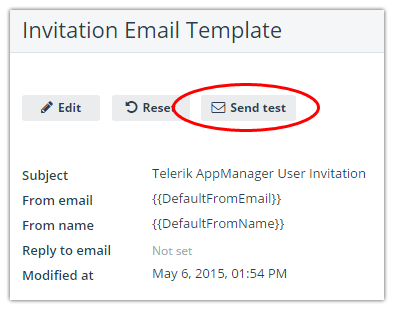 Invitation Email Template
Edit Reset Send test
Subject Telerik AppManager User Invitation
From email {{DefaultFromEmail}}
From name {{DefaultFromName}}
Reply to email Not set
Modified at May 6, 2015, 01:54 PM